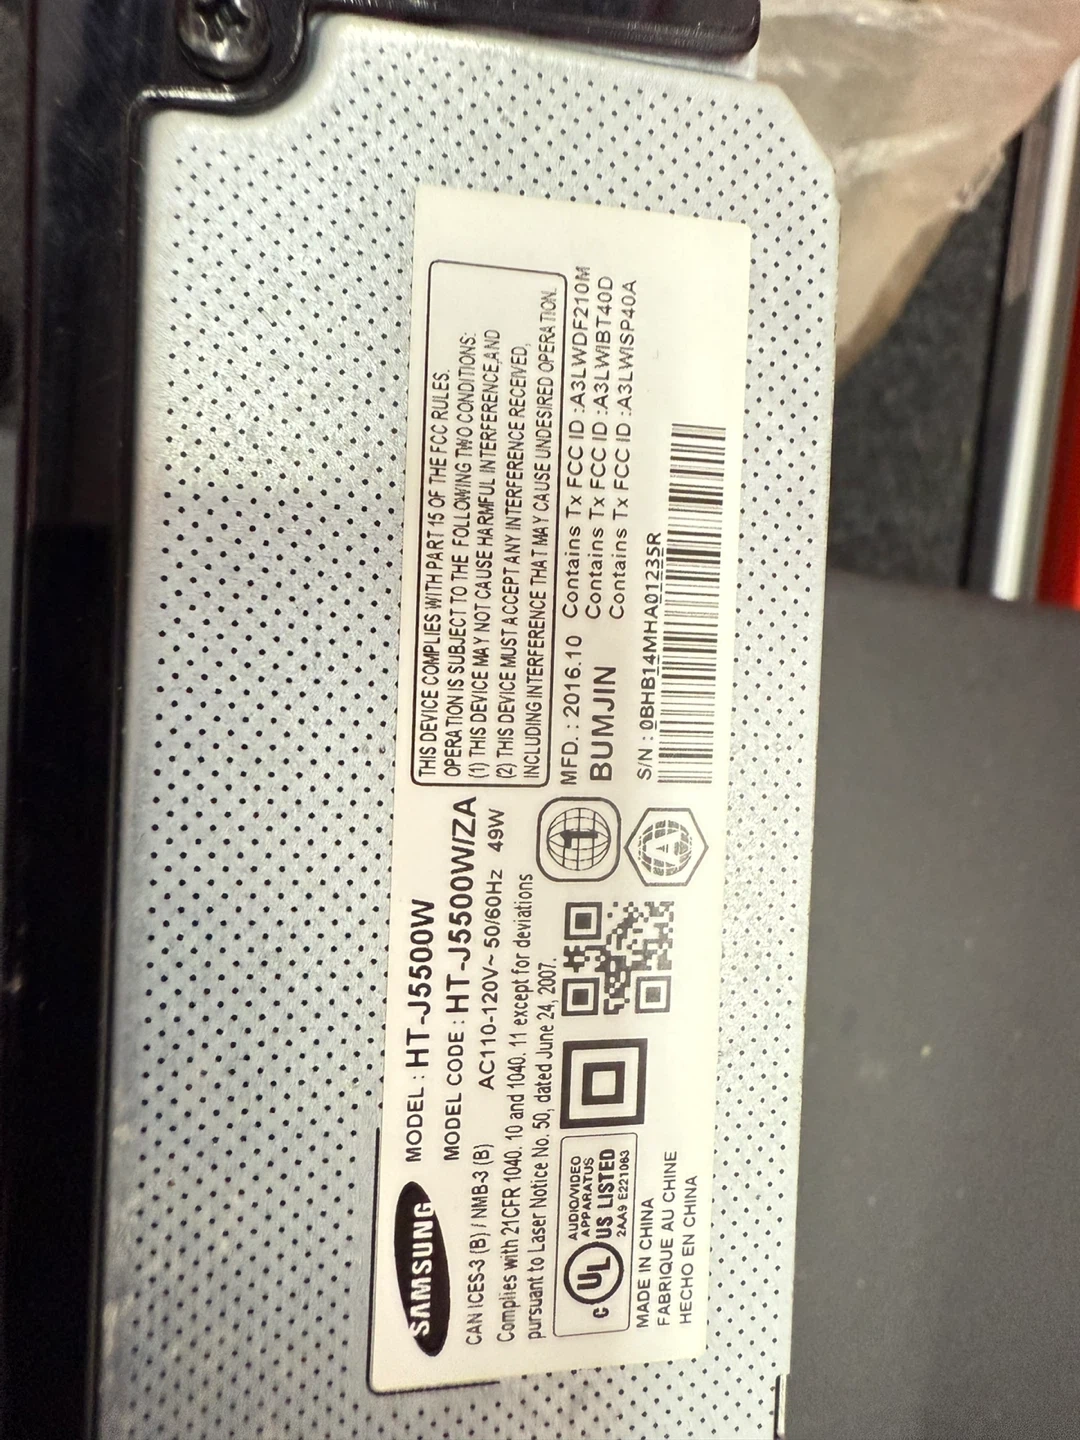 SAMSUNG
MODEL : HT-J5500W
MODEL CODE : HT-J5500W/ZA
CAN ICES-3 (B) / NMB-3 (B)
AC110-120V~ 50/60Hz 49W
Complies with 21CFR 1040. 10 and 1040. 11 except for deviations
pursuant to Laser Notice No. 50, dated June 24, 2007.
C UL US LISTED
AUDIO/VIDEO
APPARATUS
2AA9 E221063
MADE IN CHINA
FABRIQUE AU CHINE
HECHO EN CHINA
1
A
THIS DEVICE COMPLIES WITH PART 15 OF THE FCC RULES.
OPERATION IS SUBJECT TO THE FOLLOWING TWO CONDITIONS:
(1) THIS DEVICE MAY NOT CAUSE HARMFUL INTERFERENCE,AND
(2) THIS DEVICE MUST ACCEPT ANY INTERFERENCE RECEIVED,
INCLUDING INTERFERENCE THAT MAY CAUSE UNDESIRED OPERATION.
MFD. : 2016.10
BUMJIN
Contains Tx FCC ID :A3LWDF210M
Contains Tx FCC ID :A3LWIBT40D
Contains Tx FCC ID :A3LWISP40A
S/N : 0BHB14MHA01235R